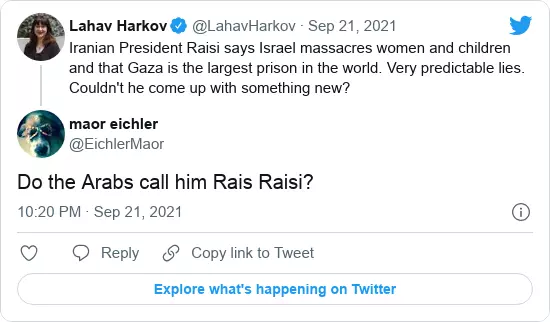 Lahav Harkov @LahavHarkov · Sep 21, 2021
Iranian President Raisi says Israel massacres women and children
and that Gaza is the largest prison in the world. Very predictable lies.
Couldn't he come up with something new?
maor eichler
@EichlerMaor
Do the Arabs call him Rais Raisi?
10:20 PM · Sep 21, 2021
Reply Copy link to Tweet
Explore what's happening on Twitter